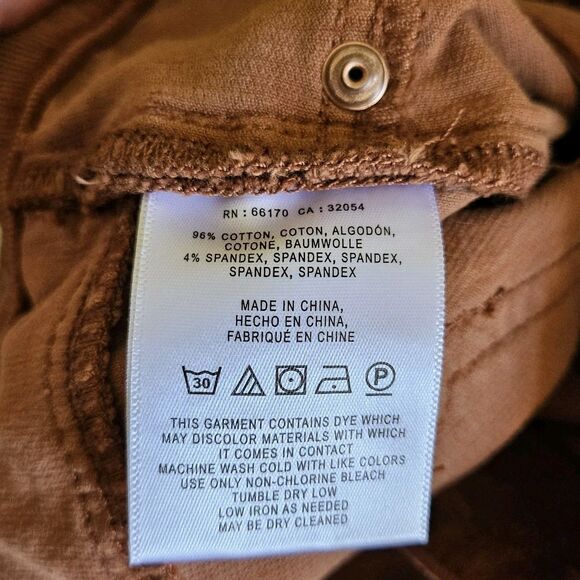 RN : 66170 CA : 32054
96% COTTON, COTON, ALGODÓN,
COTONE, BAUMWOLLE
4% SPANDEX, SPANDEX, SPANDEX,
SPANDEX, SPANDEX
MADE IN CHINA,
HECHO EN CHINA,
FABRIQUÉ EN CHINE
30 P
THIS GARMENT CONTAINS DYE WHICH
MAY DISCOLOR MATERIALS WITH WHICH
IT COMES IN CONTACT
MACHINE WASH COLD WITH LIKE COLORS
USE ONLY NON-CHLORINE BLEACH
TUMBLE DRY LOW
LOW IRON AS NEEDED
MAY BE DRY CLEANED